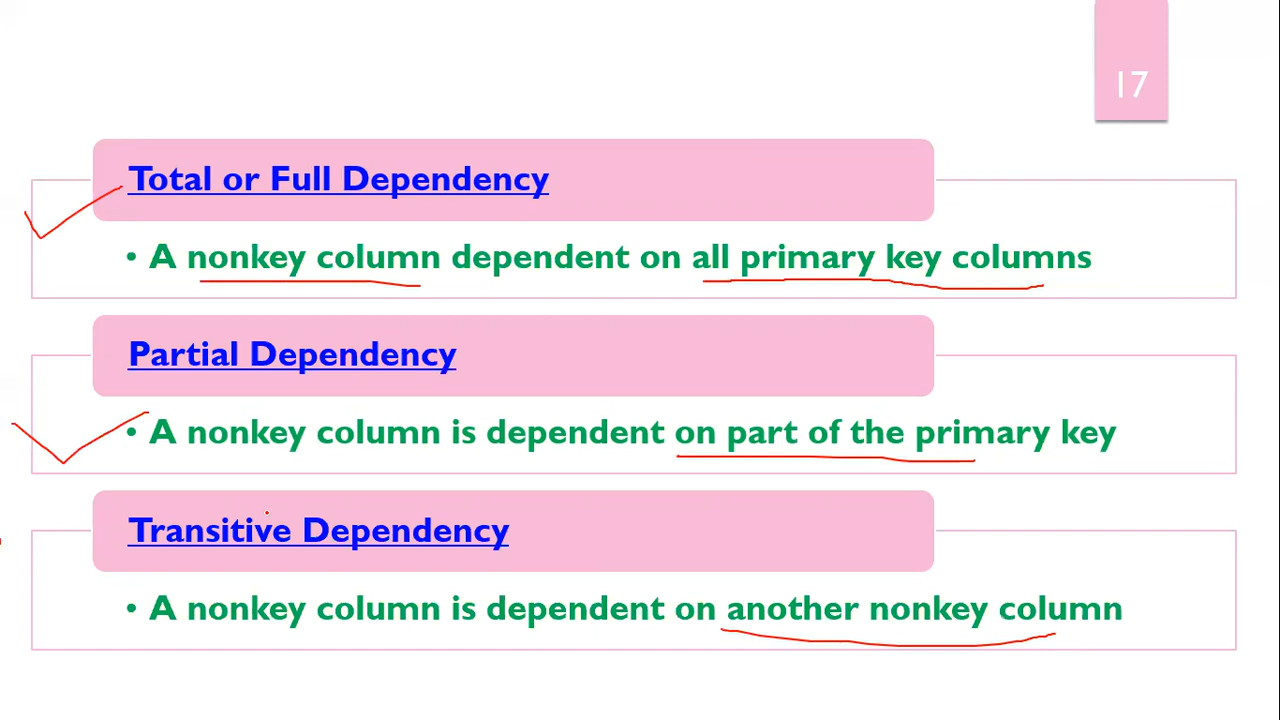 17
Total or Full Dependency
• A nonkey column dependent on all primary key columns
Partial Dependency
• A nonkey column is dependent on part of the primary key
Transitive Dependency
• A nonkey column is dependent on another nonkey column